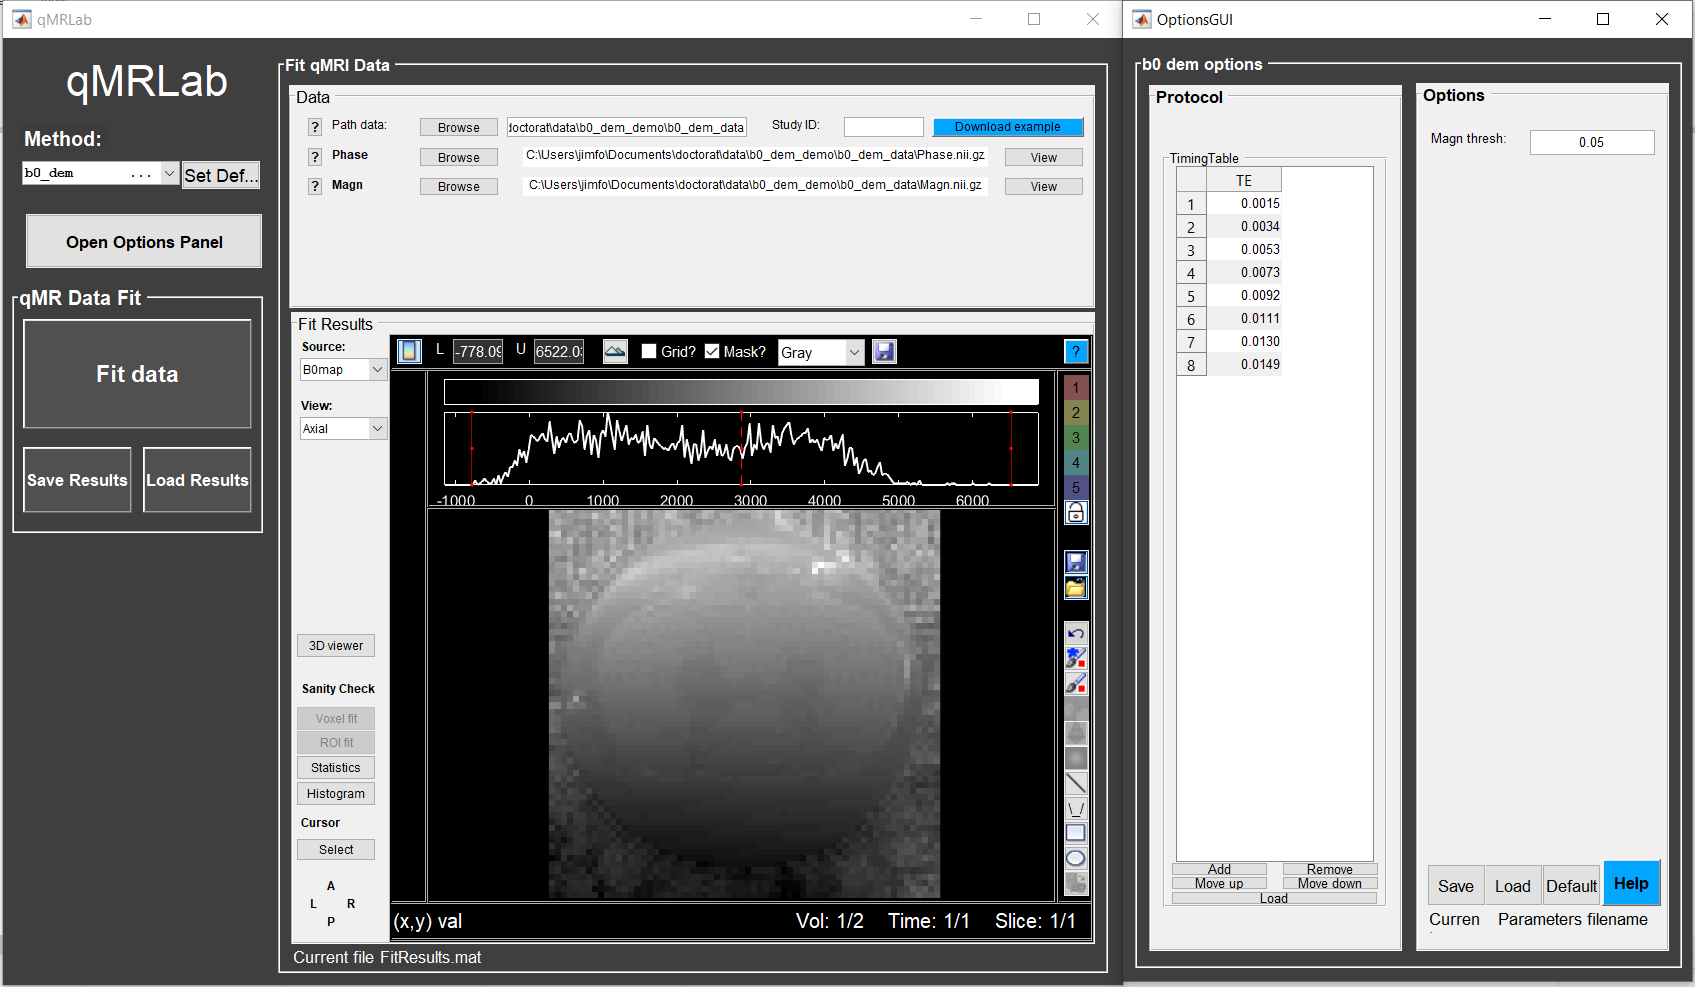 qMRLab
OptionsGUI
qMRLab
Method:
b0_dem ...
Set Def...
Open Options Panel
qMR Data Fit
Fit data
Save Results
Load Results
Fit qMRI Data
Data
? Path data: Browse doctorat\data\b0_dem_demo\b0_dem_data Study ID: Download example
? Phase Browse C:\Users\jimfo\Documents\doctorat\data\b0_dem_demo\b0_dem_data\Phase.nii.gz View
? Magn Browse C:\Users\jimfo\Documents\doctorat\data\b0_dem_demo\b0_dem_data\Magn.nii.gz View
Fit Results
Source:
B0map
View:
Axial
3D viewer
Sanity Check
Voxel fit
ROI fit
Statistics
Histogram
Cursor
Select
A
L R
P
L -778.09 U 6522.0 Grid? Mask? Gray ?
-1000 0 1000 2000 3000 4000 5000 6000
1
2
3
4
5
(x,y) val Vol: 1/2 Time: 1/1 Slice: 1/1
Current file FitResults.mat
b0 dem options
Protocol
TimingTable
TE
1 0.0015
2 0.0034
3 0.0053
4 0.0073
5 0.0092
6 0.0111
7 0.0130
8 0.0149
Add Remove
Move up Move down
Load
Options
Magn thresh: 0.05
Save Load Default Help
Curren Parameters filename